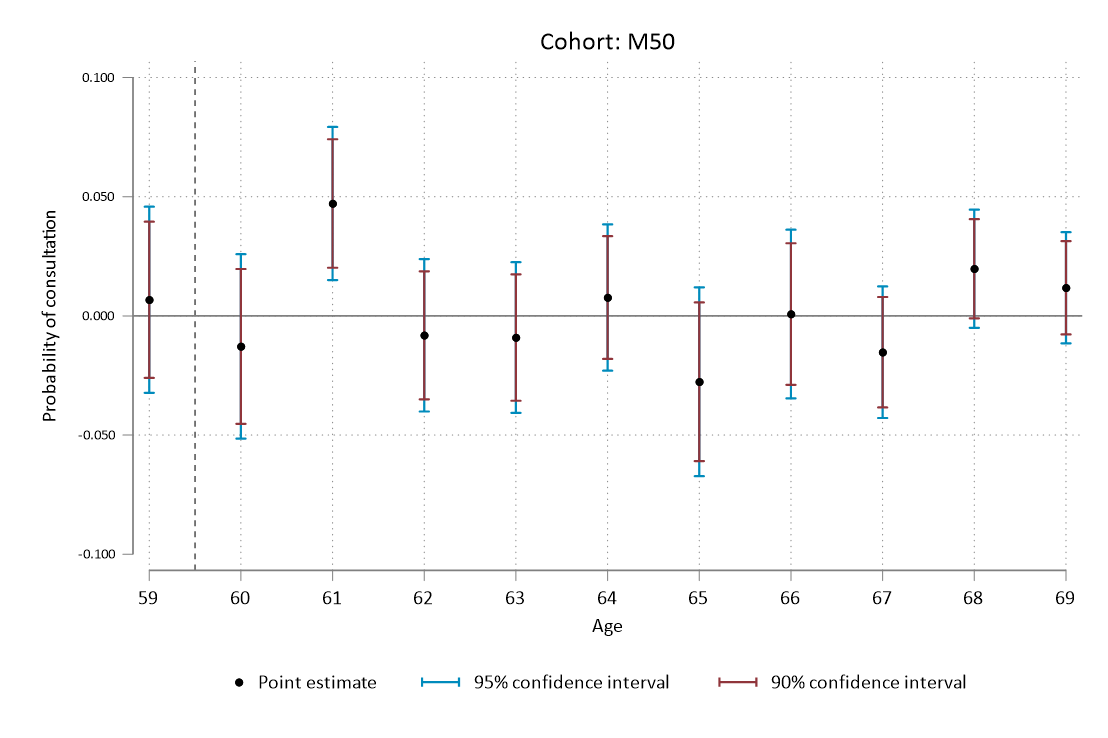 Cohort: M50
Probability of consultation
0.100
0.050
0.000
-0.050
-0.100
59 60 61 62 63 64 65 66 67 68 69
Age
Point estimate 95% confidence interval 90% confidence interval